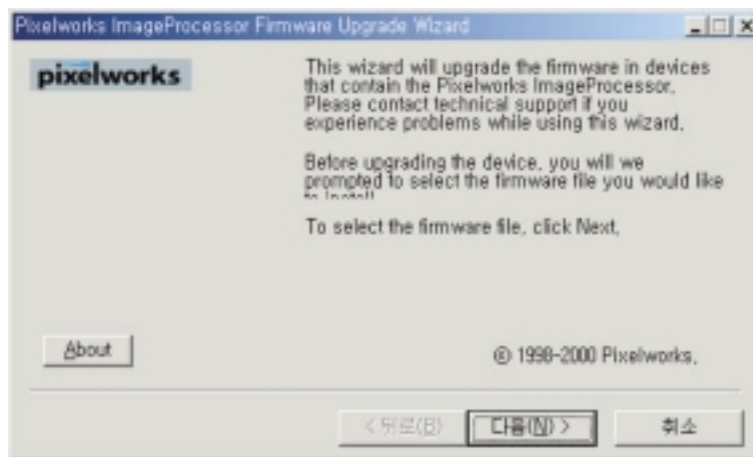 Pixelworks ImageProcessor Firmware Upgrade Wizard
pixelworks
This wizard will upgrade the firmware in devices
that contain the Pixelworks ImageProcessor.
Please contact technical support if you
experience problems while using this wizard.
Before upgrading the device, you will we
prompted to select the firmware file you would like
to install
To select the firmware file, click Next.
About
© 1998-2000 Pixelworks.
< 뒤로(B)
다음(N) >
취소